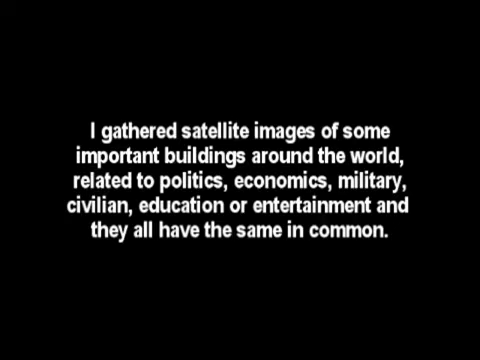 I gathered satellite images of some
important buildings around the world,
related to politics, economics, military,
civilian, education or entertainment and
they all have the same in common.